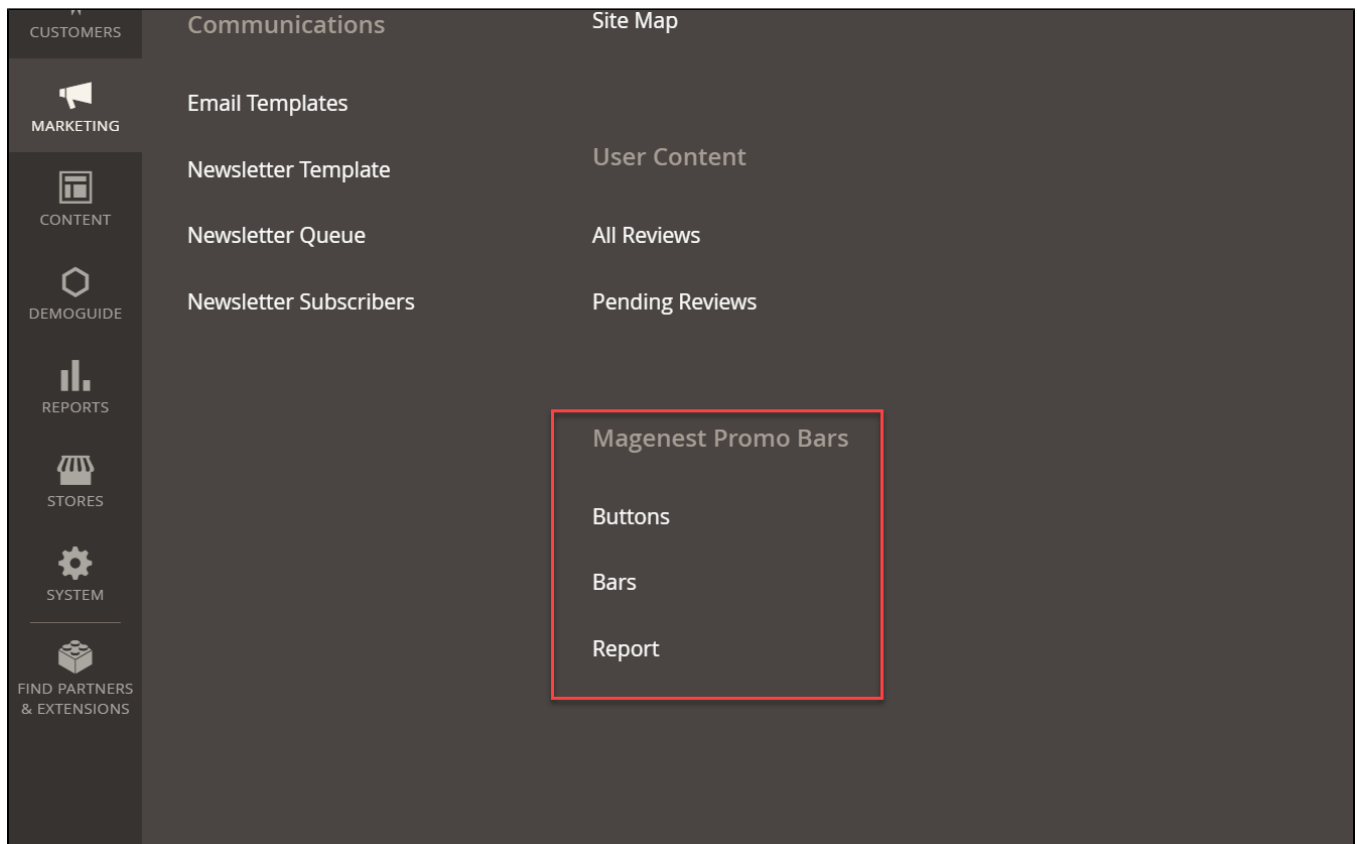 CUSTOMERS
MARKETING
CONTENT
DEMOGUIDE
REPORTS
STORES
SYSTEM
FIND PARTNERS
& EXTENSIONS
Communications
Email Templates
Newsletter Template
Newsletter Queue
Newsletter Subscribers
Site Map
User Content
All Reviews
Pending Reviews
Magenest Promo Bars
Buttons
Bars
Report